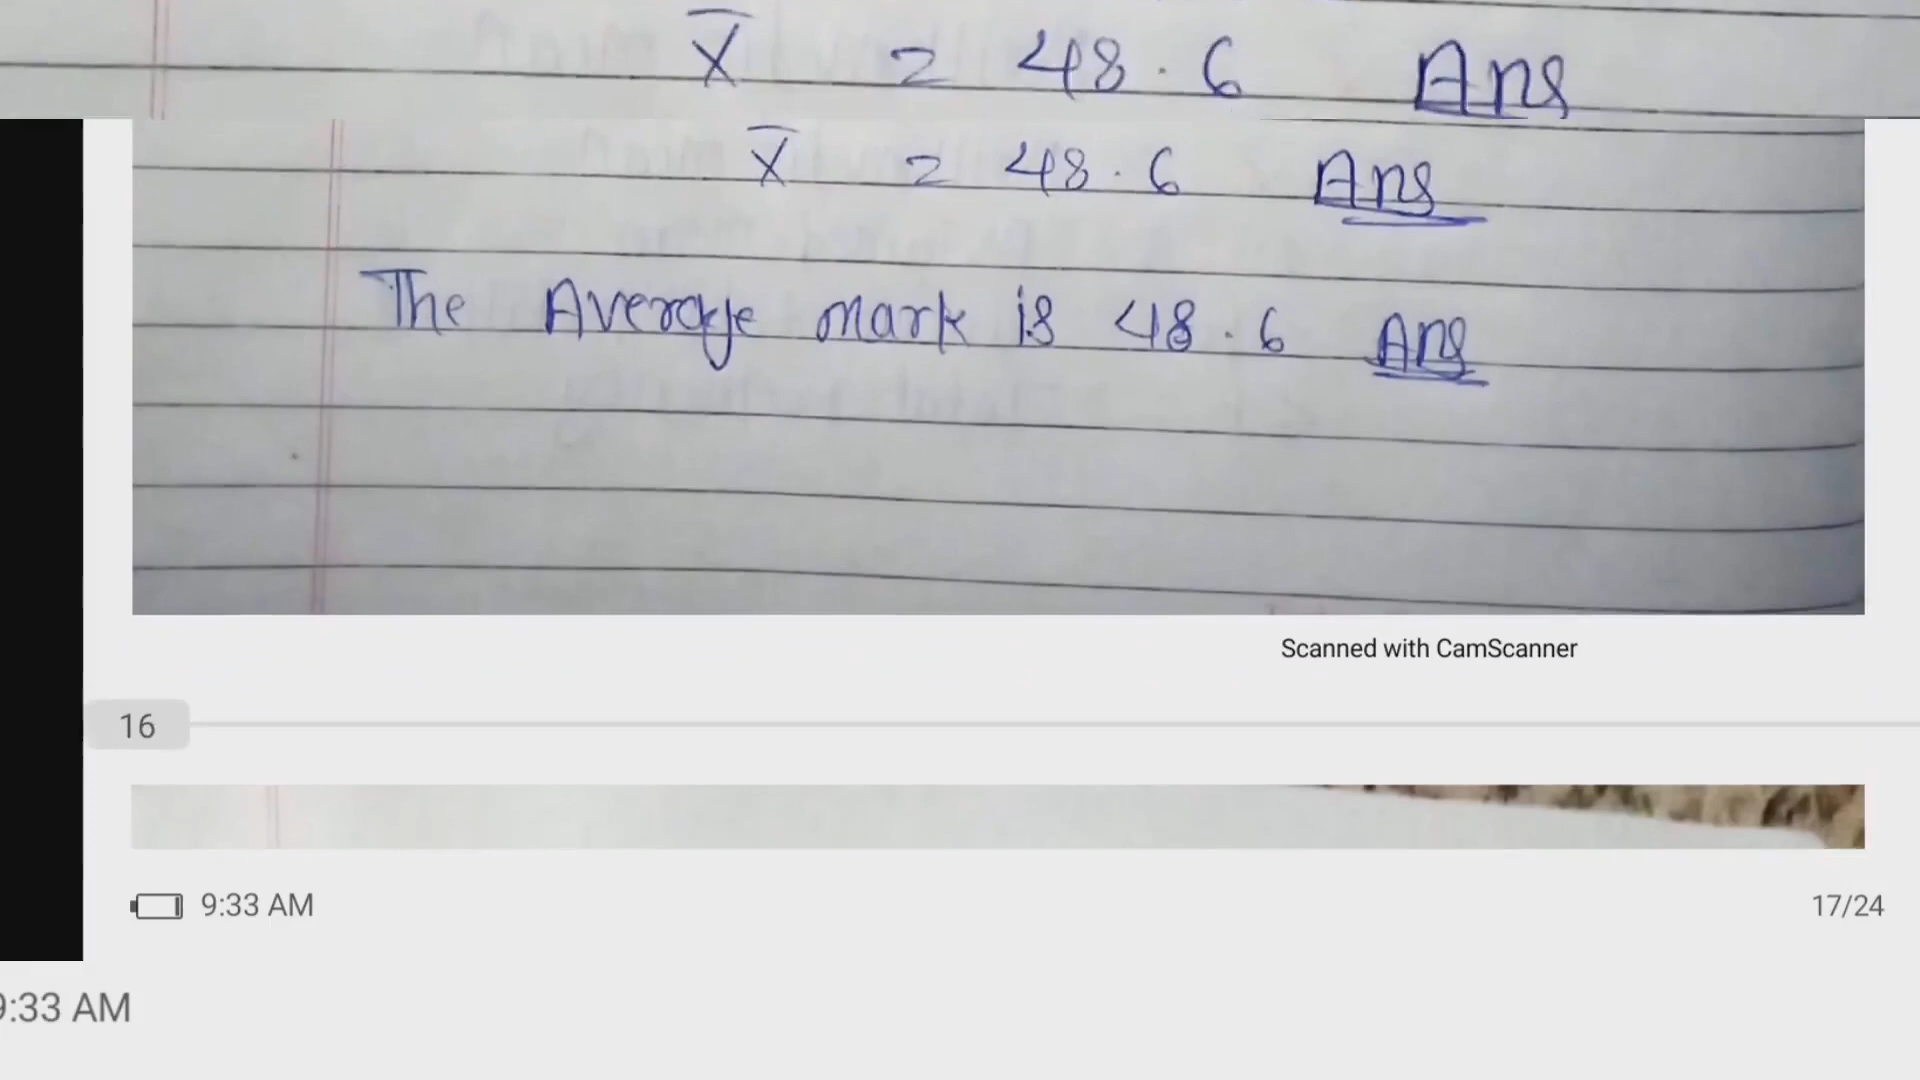 X̅ = 48.6 Ans
X̅ = 48.6 Ans
The Average mark is 48.6 Ans
Scanned with CamScanner
16
9:33 AM
17/24
9:33 AM